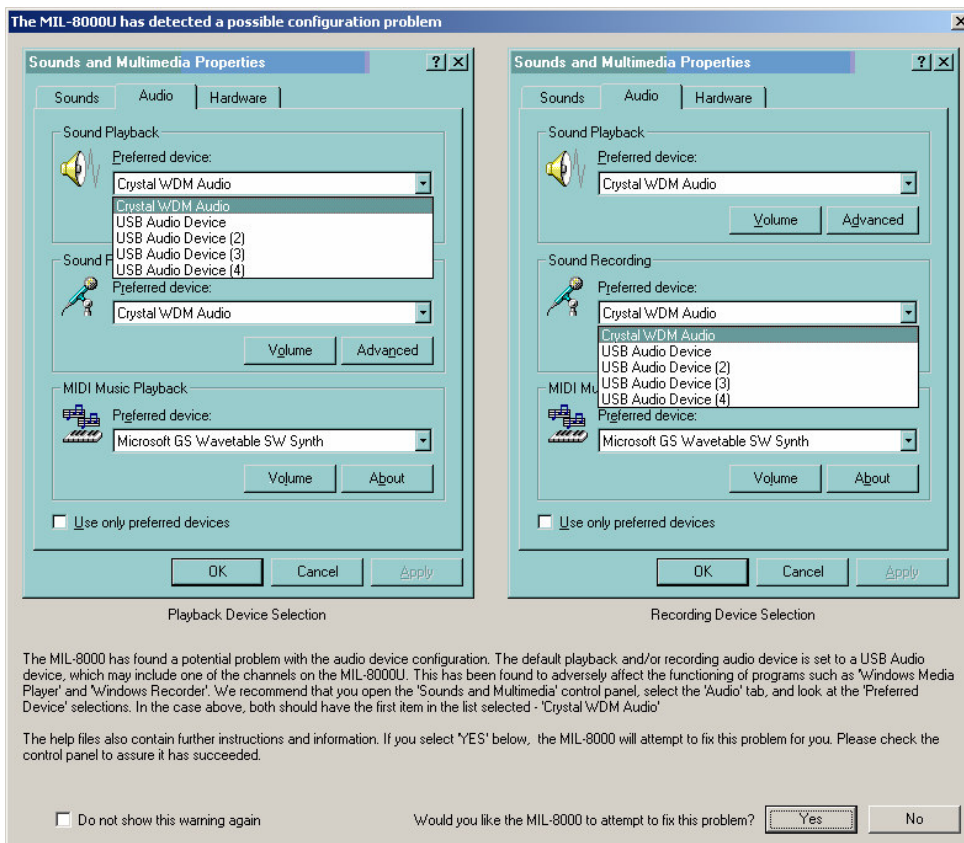 The MIL-8000U has detected a possible configuration problem
Sounds and Multimedia Properties
Sounds
Audio
Hardware
Sound Playback
Preferred device:
Crystal WDM Audio
Crystal WDM Audio
USB Audio Device
USB Audio Device (2)
USB Audio Device (3)
USB Audio Device (4)
Sound
Preferred device:
Crystal WDM Audio
Volume
Advanced
MIDI Music Playback
Preferred device:
Microsoft GS Wavetable SW Synth
Volume
About
Use only preferred devices
OK
Cancel
Apply
Playback Device Selection
Sounds and Multimedia Properties
Sounds
Audio
Hardware
Sound Playback
Preferred device:
Crystal WDM Audio
Volume
Advanced
Sound Recording
Preferred device:
Crystal WDM Audio
Crystal WDM Audio
USB Audio Device
USB Audio Device (2)
USB Audio Device (3)
USB Audio Device (4)
MIDI Mu
Preferred device:
Microsoft GS Wavetable SW Synth
Volume
About
Use only preferred devices
OK
Cancel
Apply
Recording Device Selection
The MIL-8000 has found a potential problem with the audio device configuration. The default playback and/or recording audio device is set to a USB Audio
device, which may include one of the channels on the MIL-8000U. This has been found to adversely affect the functioning of programs such as 'Windows Media
Player' and 'Windows Recorder'. We recommend that you open the 'Sounds and Multimedia' control panel, select the 'Audio' tab, and look at the 'Preferred
Device' selections. In the case above, both should have the first item in the list selected - 'Crystal WDM Audio'
The help files also contain further instructions and information. If you select 'YES' below, the MIL-8000 will attempt to fix this problem for you. Please check the
control panel to assure it has succeeded.
Do not show this warning again
Would you like the MIL-8000 to attempt to fix this problem?
Yes
No